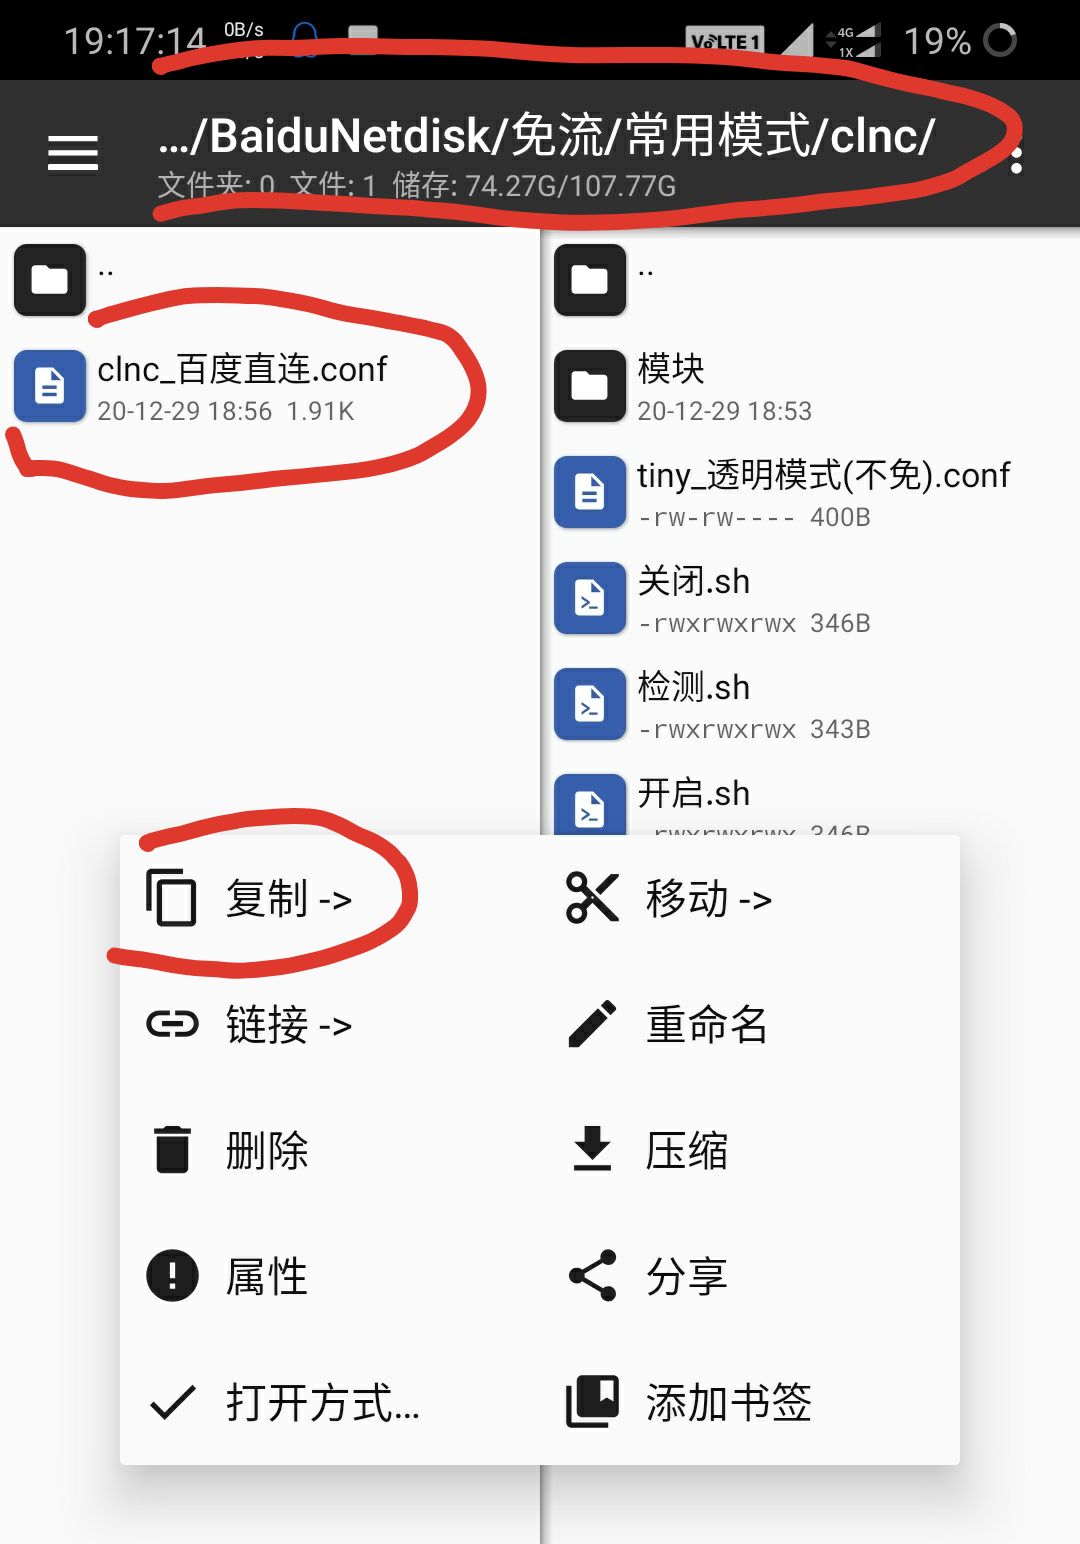 19:17:14 0B/s VoLTE 1 4G 1X 19%
.../BaiduNetdisk/免流/常用模式/clnc/
文件夹: 0 文件: 1 储存: 74.27G/107.77G
..
clnc_百度直连.conf
20-12-29 18:56 1.91K
..
模块
20-12-29 18:53
tiny_透明模式(不免).conf
-rw-rw---- 400B
关闭.sh
-rwxrwxrwx 346B
检测.sh
-rwxrwxrwx 343B
开启.sh
-rwxrwxrwx 346B
复制 ->
移动 ->
链接 ->
重命名
删除
压缩
属性
分享
打开方式...
添加书签